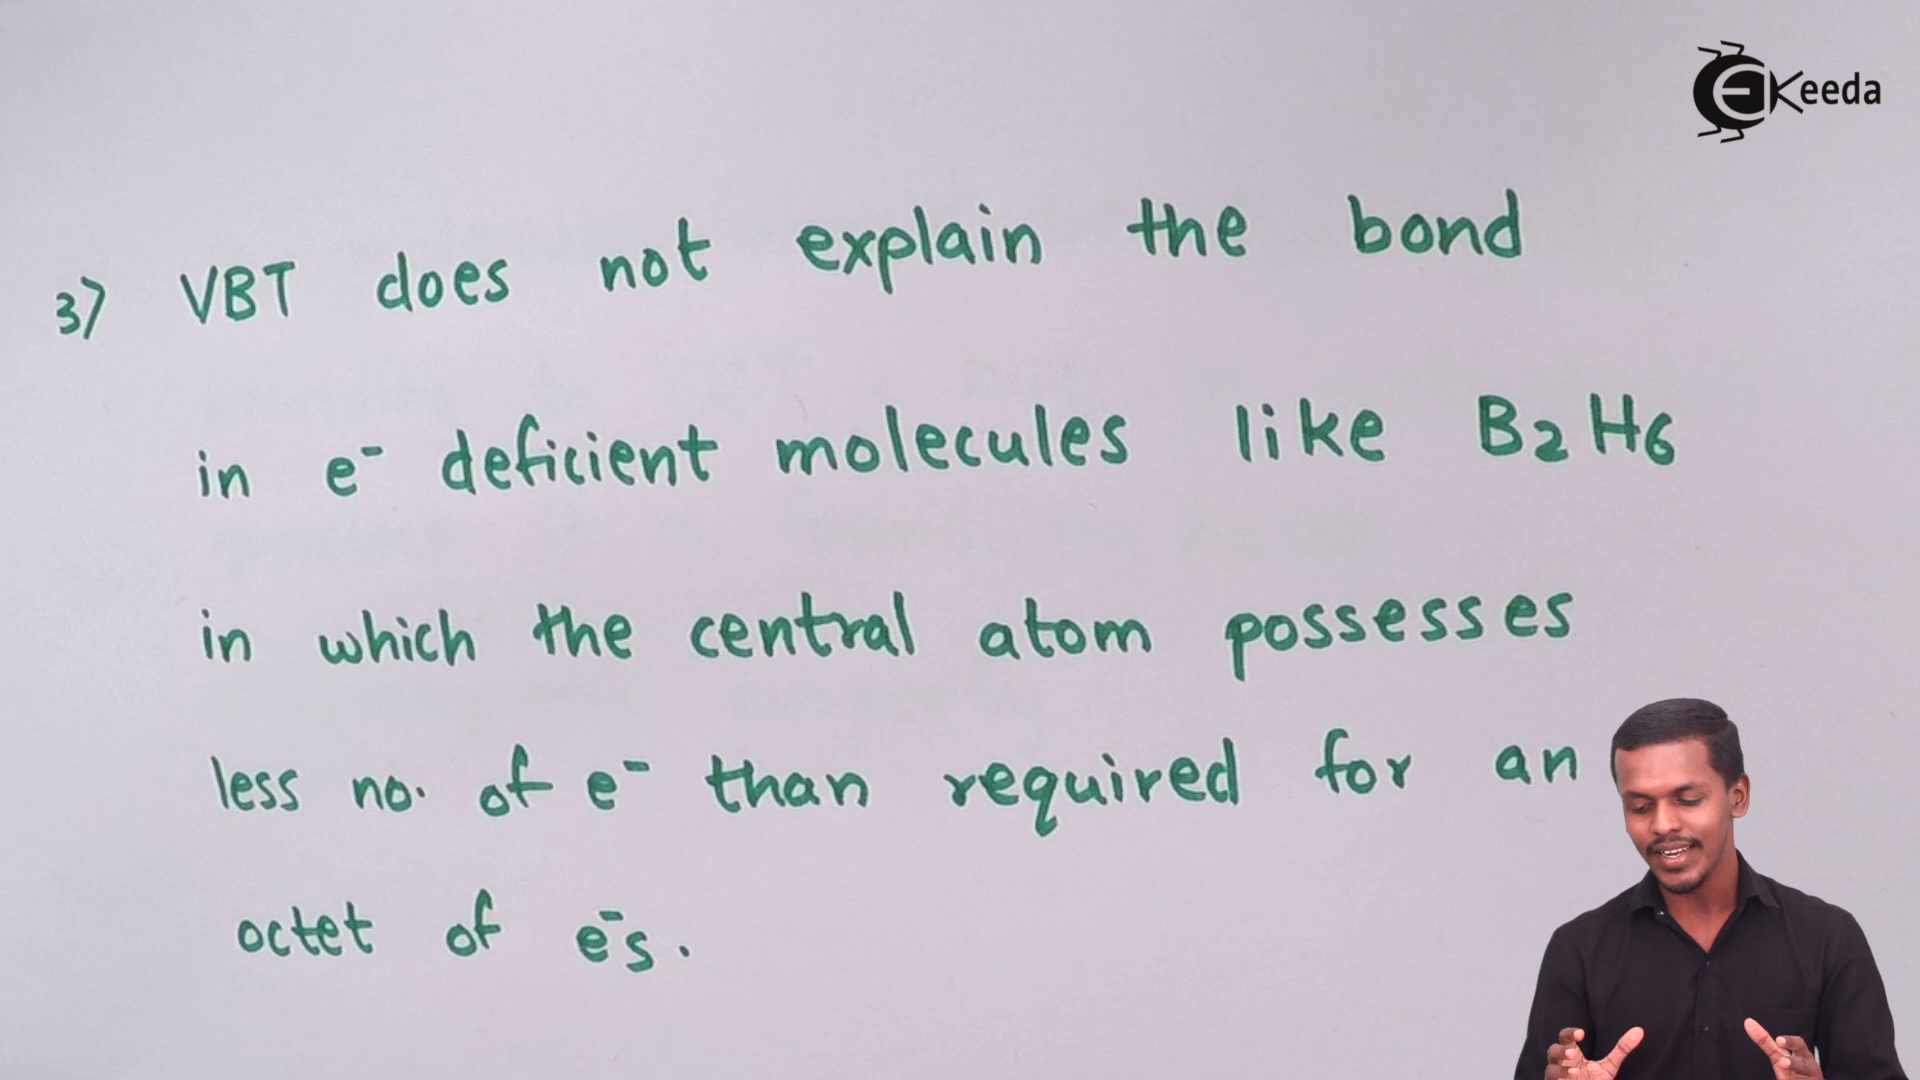 EKeeda
3) VBT does not explain the bond
in e⁻ deficient molecules like B₂H₆
in which the central atom possesses
less no. of e⁻ than required for an
octet of e⁻s.